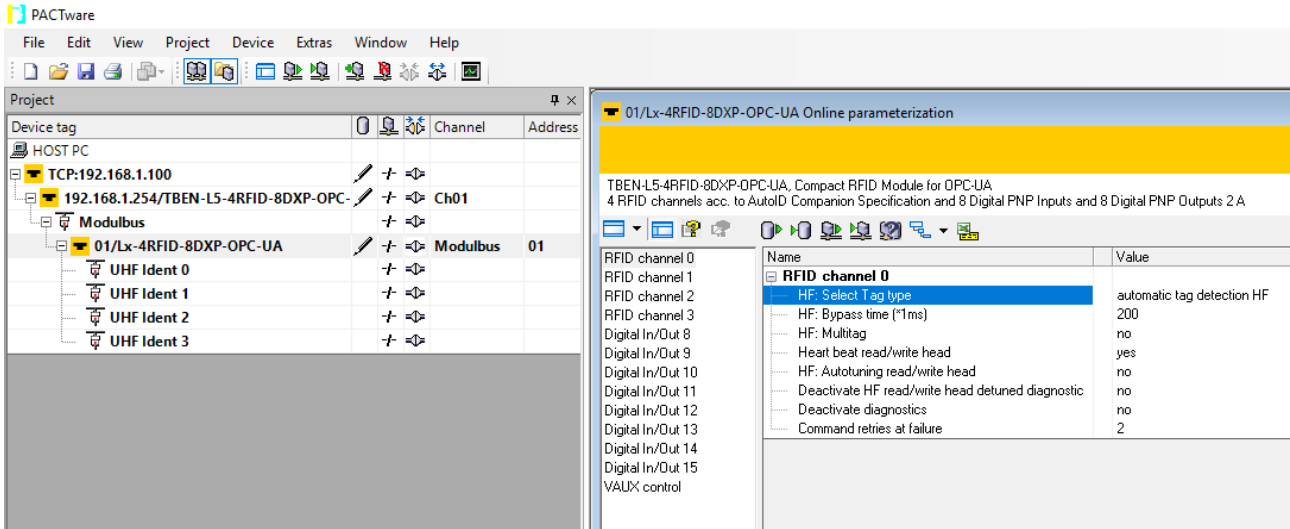 PACTware
File Edit View Project Device Extras Window Help
Project
Device tag Channel Address
HOST PC
TCP:192.168.1.100
192.168.1.254/TBEN-L5-4RFID-8DXP-OPC- Ch01
Modulbus
01/Lx-4RFID-8DXP-OPC-UA Modulbus 01
UHF Ident 0
UHF Ident 1
UHF Ident 2
UHF Ident 3
01/Lx-4RFID-8DXP-OPC-UA Online parameterization
TBEN-L5-4RFID-8DXP-OPC-UA, Compact RFID Module for OPC-UA
4 RFID channels acc. to AutoID Companion Specification and 8 Digital PNP Inputs and 8 Digital PNP Outputs 2 A
RFID channel 0
RFID channel 1
RFID channel 2
RFID channel 3
Digital In/Out 8
Digital In/Out 9
Digital In/Out 10
Digital In/Out 11
Digital In/Out 12
Digital In/Out 13
Digital In/Out 14
Digital In/Out 15
VAUX control
Name Value
RFID channel 0
HF: Select Tag type automatic tag detection HF
HF: Bypass time (*1ms) 200
HF: Multitag no
Heart beat read/write head yes
HF: Autotuning read/write head no
Deactivate HF read/write head detuned diagnostic no
Deactivate diagnostics no
Command retries at failure 2